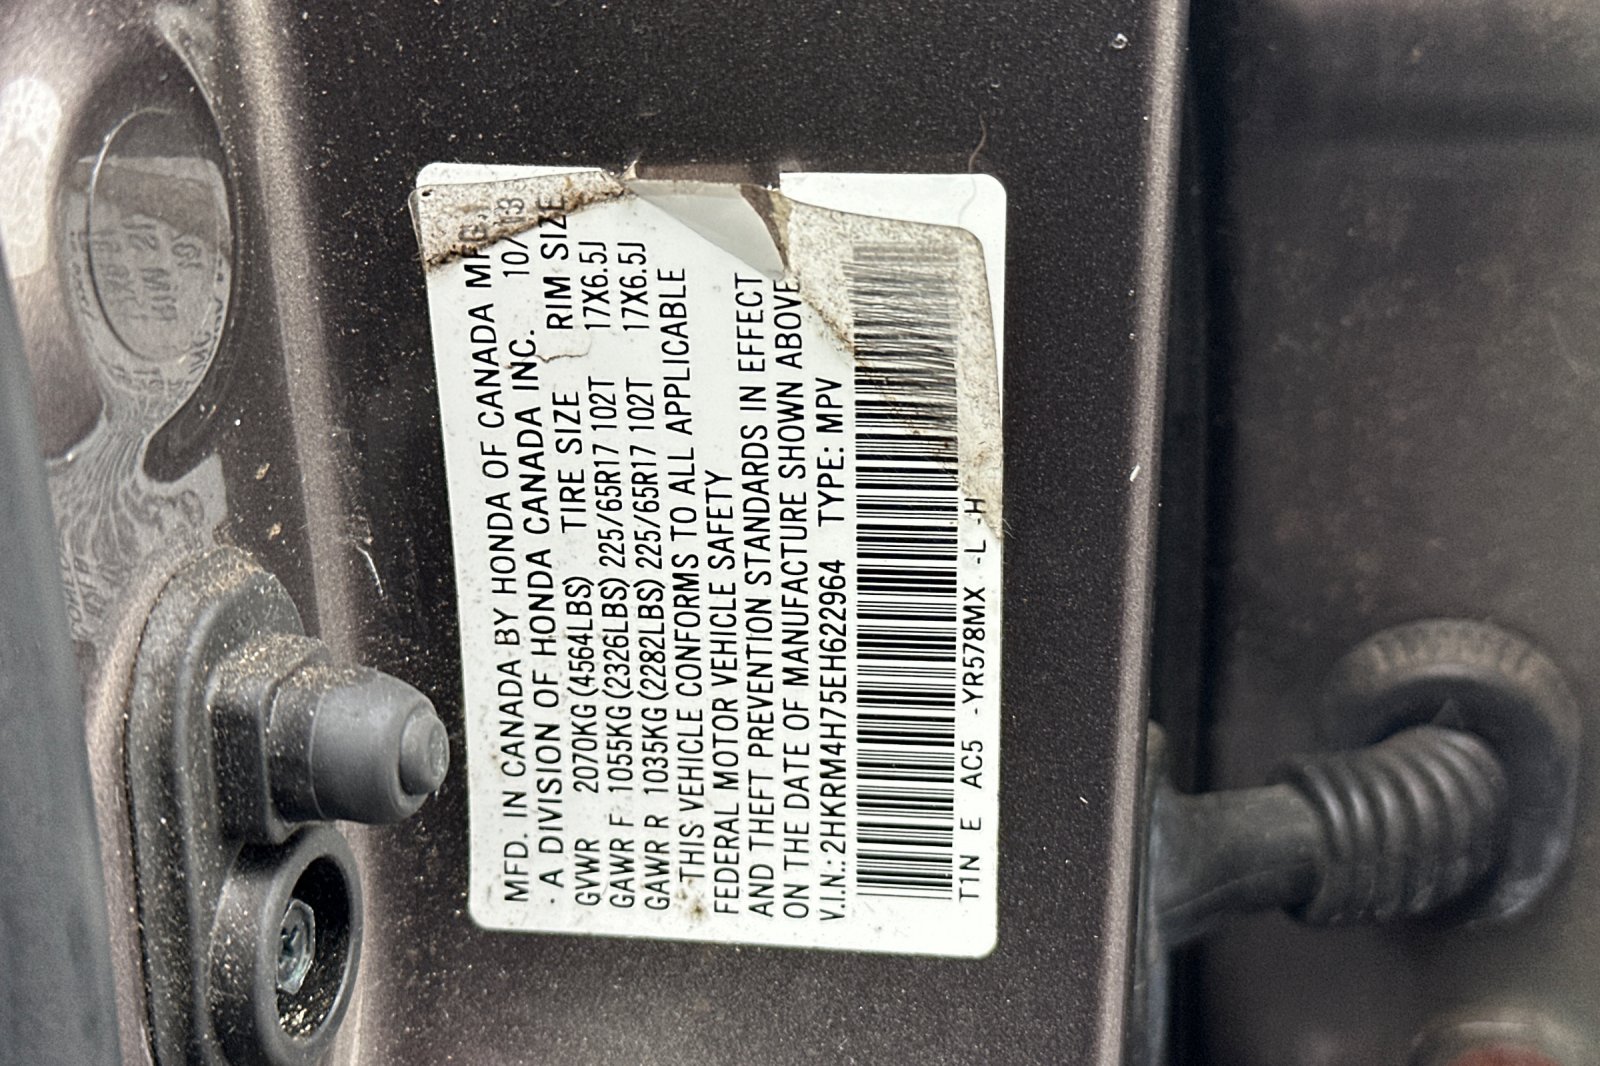 MFD. IN CANADA BY HONDA OF CANADA MFG.
A DIVISION OF HONDA CANADA INC. 10/13
GVWR 2070KG(4564LBS) TIRE SIZE RIM SIZE
GAWR F 1055KG(2326LBS) 225/65R17 102T 17X6.5J
GAWR R 1035KG(2282LBS) 225/65R17 102T 17X6.5J
THIS VEHICLE CONFORMS TO ALL APPLICABLE
FEDERAL MOTOR VEHICLE SAFETY
AND THEFT PREVENTION STANDARDS IN EFFECT
ON THE DATE OF MANUFACTURE SHOWN ABOVE
V.I.N.:2HKRM4H75EH622964 TYPE: MPV
T1N E AC5 -YR578MX -L -H